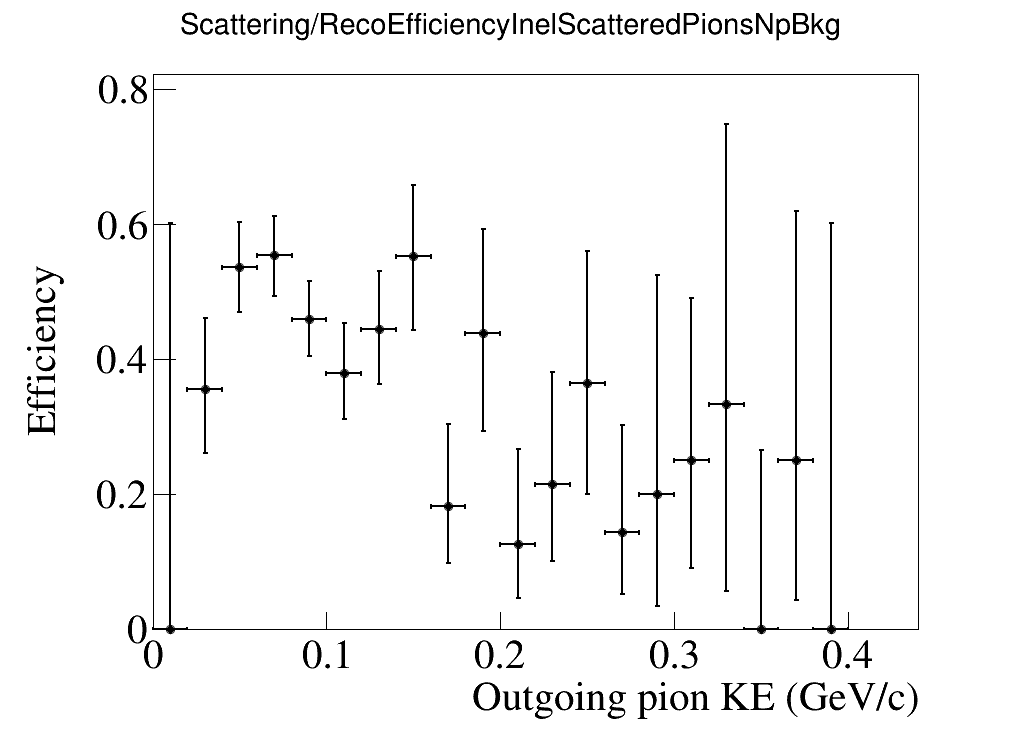 Scattering/RecoEfficiencyInelScatteredPionsNpBkg
0.8
0.6
0.4
0.2
0
Efficiency
0 0.1 0.2 0.3 0.4
Outgoing pion KE (GeV/c)